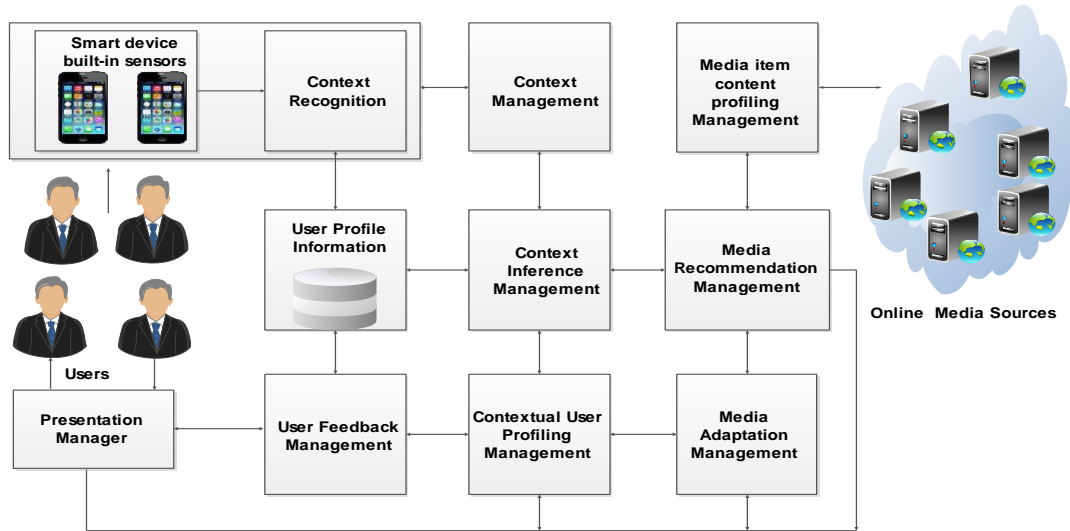 Smart device
built-in sensors
Context
Recognition
Context
Management
Media item
content
profiling
Management
User Profile
Information
Context
Inference
Management
Media
Recommendation
Management
Online Media Sources
Users
Presentation
Manager
User Feedback
Management
Contextual User
Profiling
Management
Media
Adaptation
Management